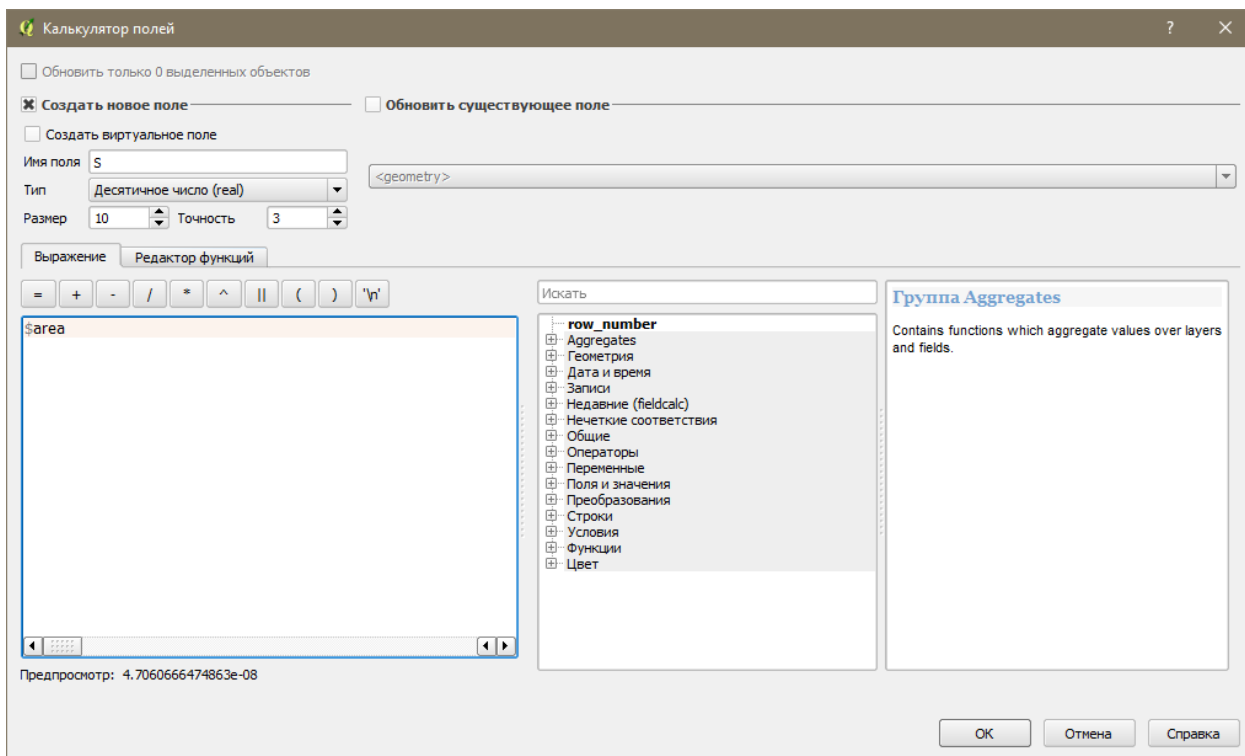 Калькулятор полей
Обновить только 0 выделенных объектов
Создать новое поле
Обновить существующее поле
Создать виртуальное поле
Имя поля S
Тип Десятичное число (real)
<geometry>
Размер 10 Точность 3
Выражение Редактор функций
= + - / * ^ || ( ) '\n'
$area
Предпросмотр: 4.7060666474863e-08
Искать
row_number
Aggregates
Геометрия
Дата и время
Записи
Недавние (fieldcalc)
Нечеткие соответствия
Общие
Операторы
Переменные
Поля и значения
Преобразования
Строки
Условия
Функции
Цвет
Группа Aggregates
Contains functions which aggregate values over layers
and fields.
OK Отмена Справка